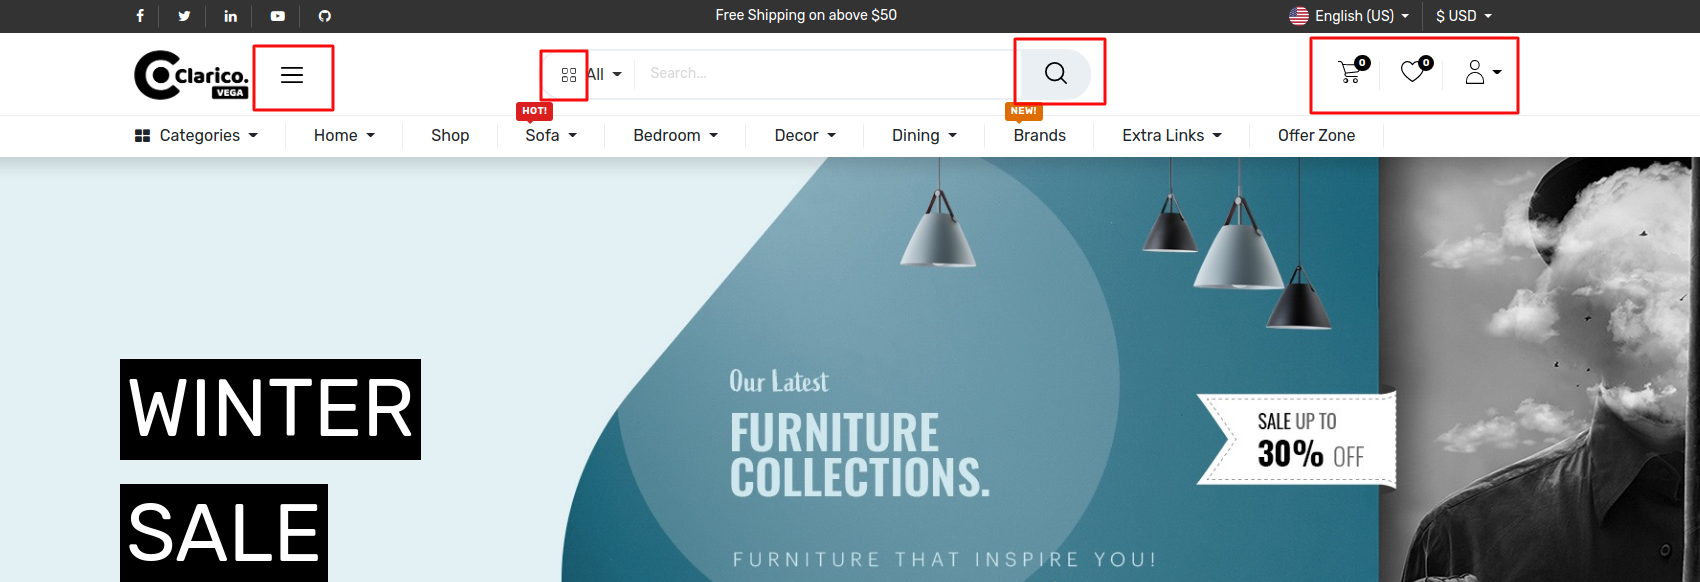 Free Shipping on above $50
English (US)
$ USD
Clarico.
VEGA
All
Search...
0
0
HOT!
NEW!
Categories
Home
Shop
Sofa
Bedroom
Decor
Dining
Brands
Extra Links
Offer Zone
WINTER
SALE
Our Latest
FURNITURE
COLLECTIONS.
FURNITURE THAT INSPIRE YOU!
SALE UP TO
30% OFF